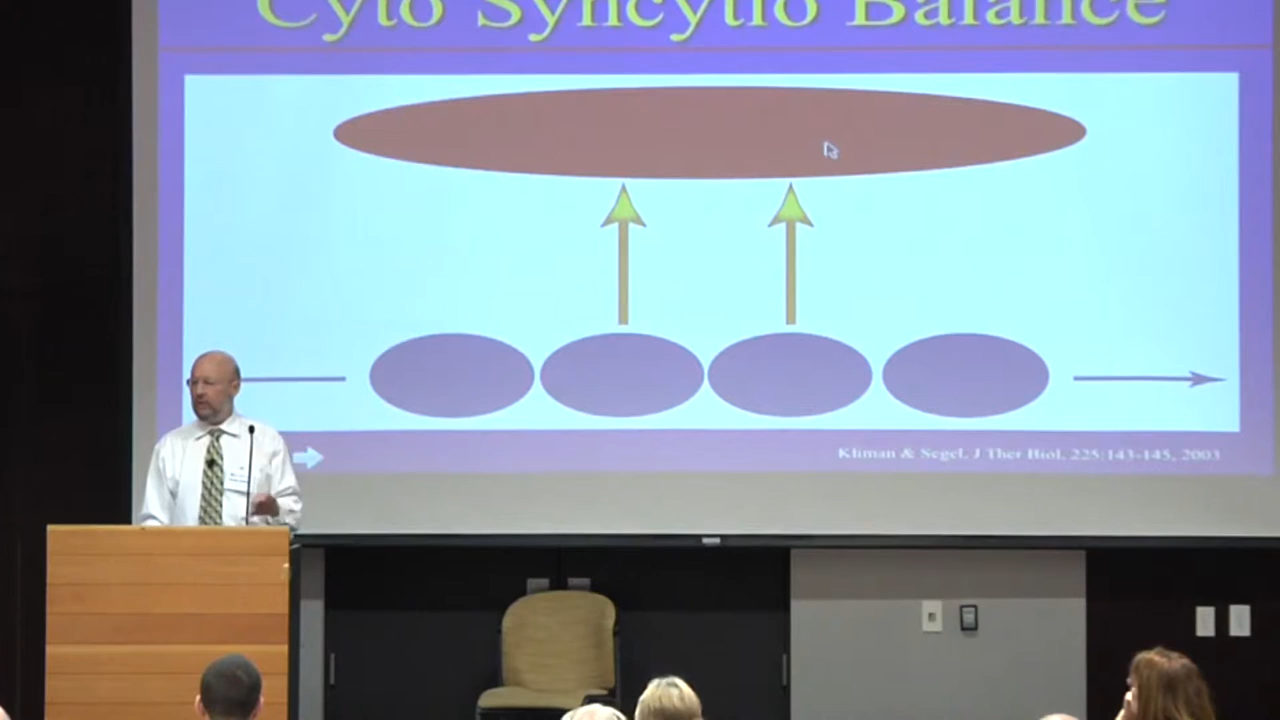 Cyto Syncytio Balance
Kliman & Segel, J Ther Biol, 225:143-145, 2003